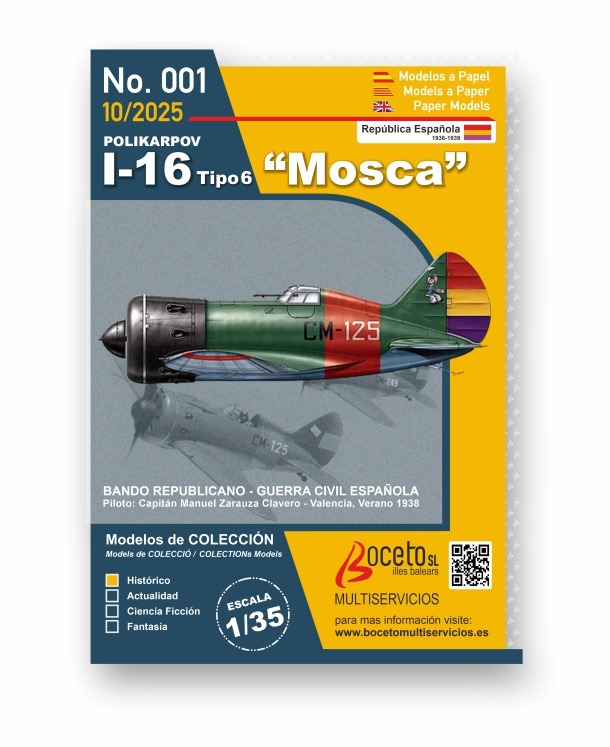 No. 001
10/2025
Modelos a Papel
Models a Paper
Paper Models
República Española
1936-1939
POLIKARPOV
I-16 Tipo 6 “Mosca”
CM-125
CM-125
BANDO REPUBLICANO - GUERRA CIVIL ESPAÑOLA
Piloto: Capitán Manuel Zarauza Clavero - Valencia, Verano 1938
Modelos de COLECCIÓN
Models de COLECCIÓ / COLECTIONs Models
Histórico
Actualidad
Ciencia Ficción
Fantasía
ESCALA
1/35
Boceto SL
illes balears
MULTISERVICIOS
para mas información visite:
www.bocetomultiservicios.es